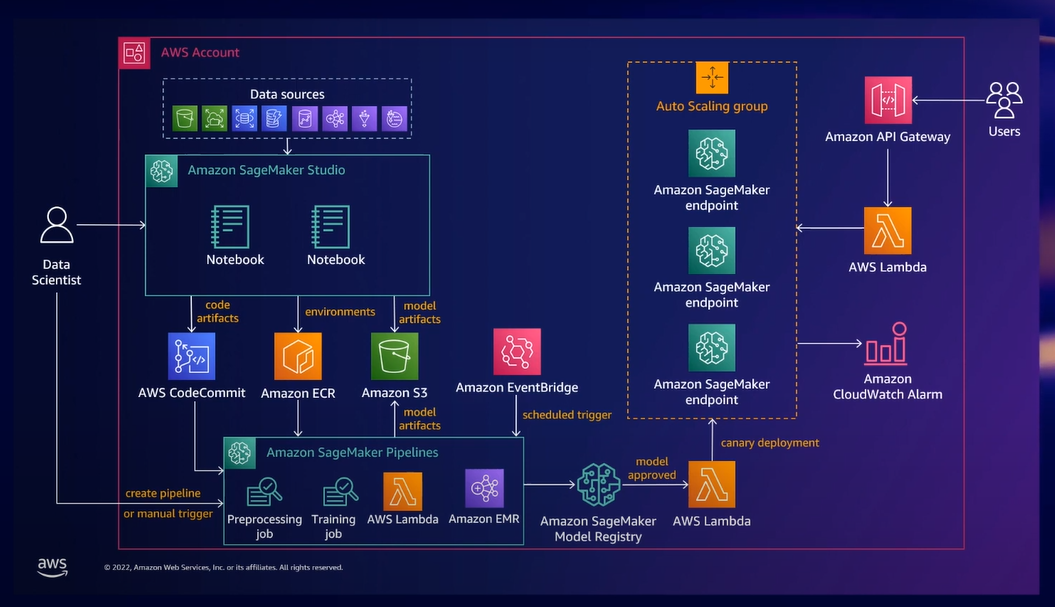 AWS Account
Data sources
Auto Scaling group
Amazon SageMaker
endpoint
Amazon SageMaker
endpoint
Amazon SageMaker
endpoint
Amazon API Gateway
Users
AWS Lambda
Amazon
CloudWatch Alarm
Amazon SageMaker Studio
Notebook
Notebook
Data
Scientist
code
artifacts
environments
model
artifacts
AWS CodeCommit
Amazon ECR
Amazon S3
Amazon EventBridge
model
artifacts
scheduled trigger
Amazon SageMaker Pipelines
create pipeline
or manual trigger
Preprocessing
job
Training
job
AWS Lambda
Amazon EMR
Amazon SageMaker
Model Registry
model
approved
AWS Lambda
canary deployment
aws
© 2022, Amazon Web Services, Inc. or its affiliates. All rights reserved.